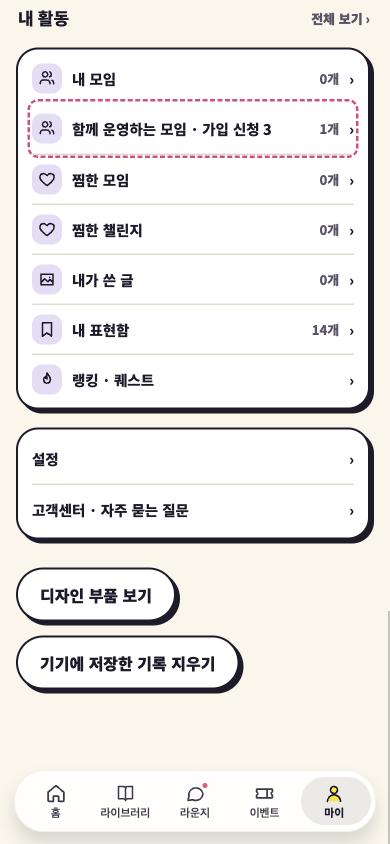 내 활동
전체 보기 ›
내 모임 0개 ›
함께 운영하는 모임 · 가입 신청 3 1개 ›
찜한 모임 0개 ›
찜한 챌린지 0개 ›
내가 쓴 글 0개 ›
내 표현함 14개 ›
랭킹 · 퀘스트 ›
설정 ›
고객센터 · 자주 묻는 질문 ›
디자인 부품 보기
기기에 저장한 기록 지우기
홈 라이브러리 라운지 이벤트 마이